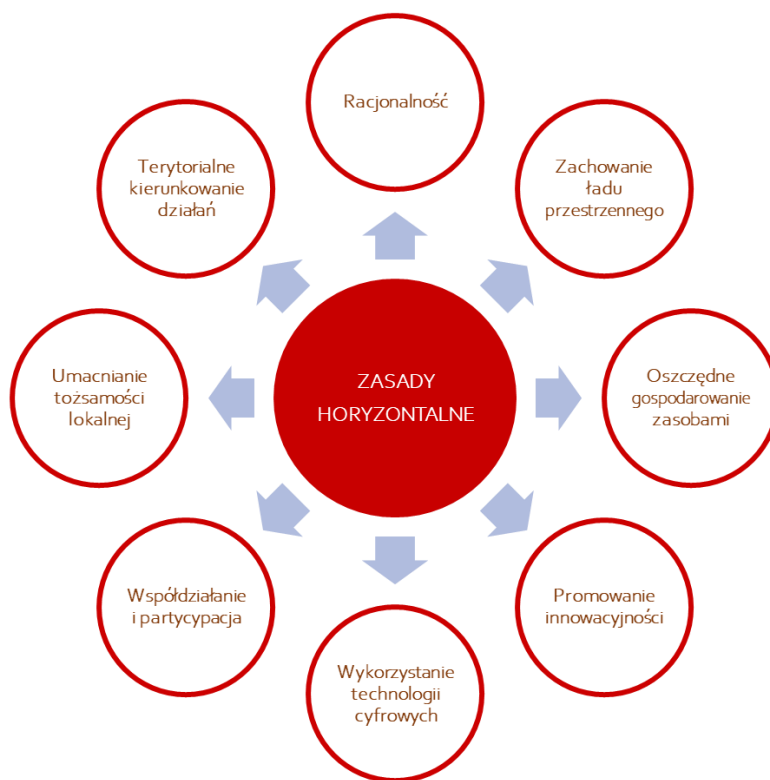 Racjonalność
Zachowanie
ładu
przestrzennego
Oszczędne
gospodarowanie
zasobami
Promowanie
innowacyjności
Wykorzystanie
technologii
cyfrowych
Współdziałanie
i partycypacja
Umacnianie
tożsamości
lokalnej
Terytorialne
kierunkowanie
działań
ZASADY
HORYZONTALNE